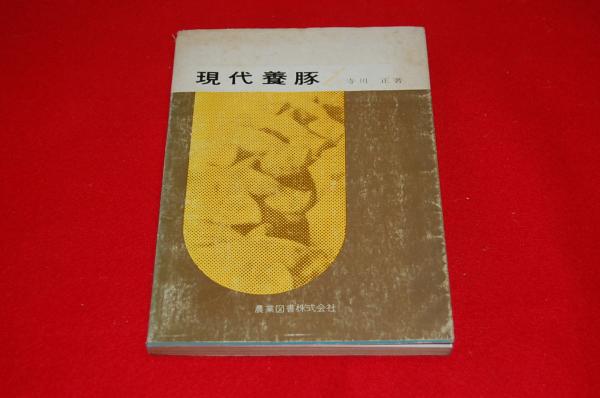 現代養豚
寺川 正著
農業図書株式会社